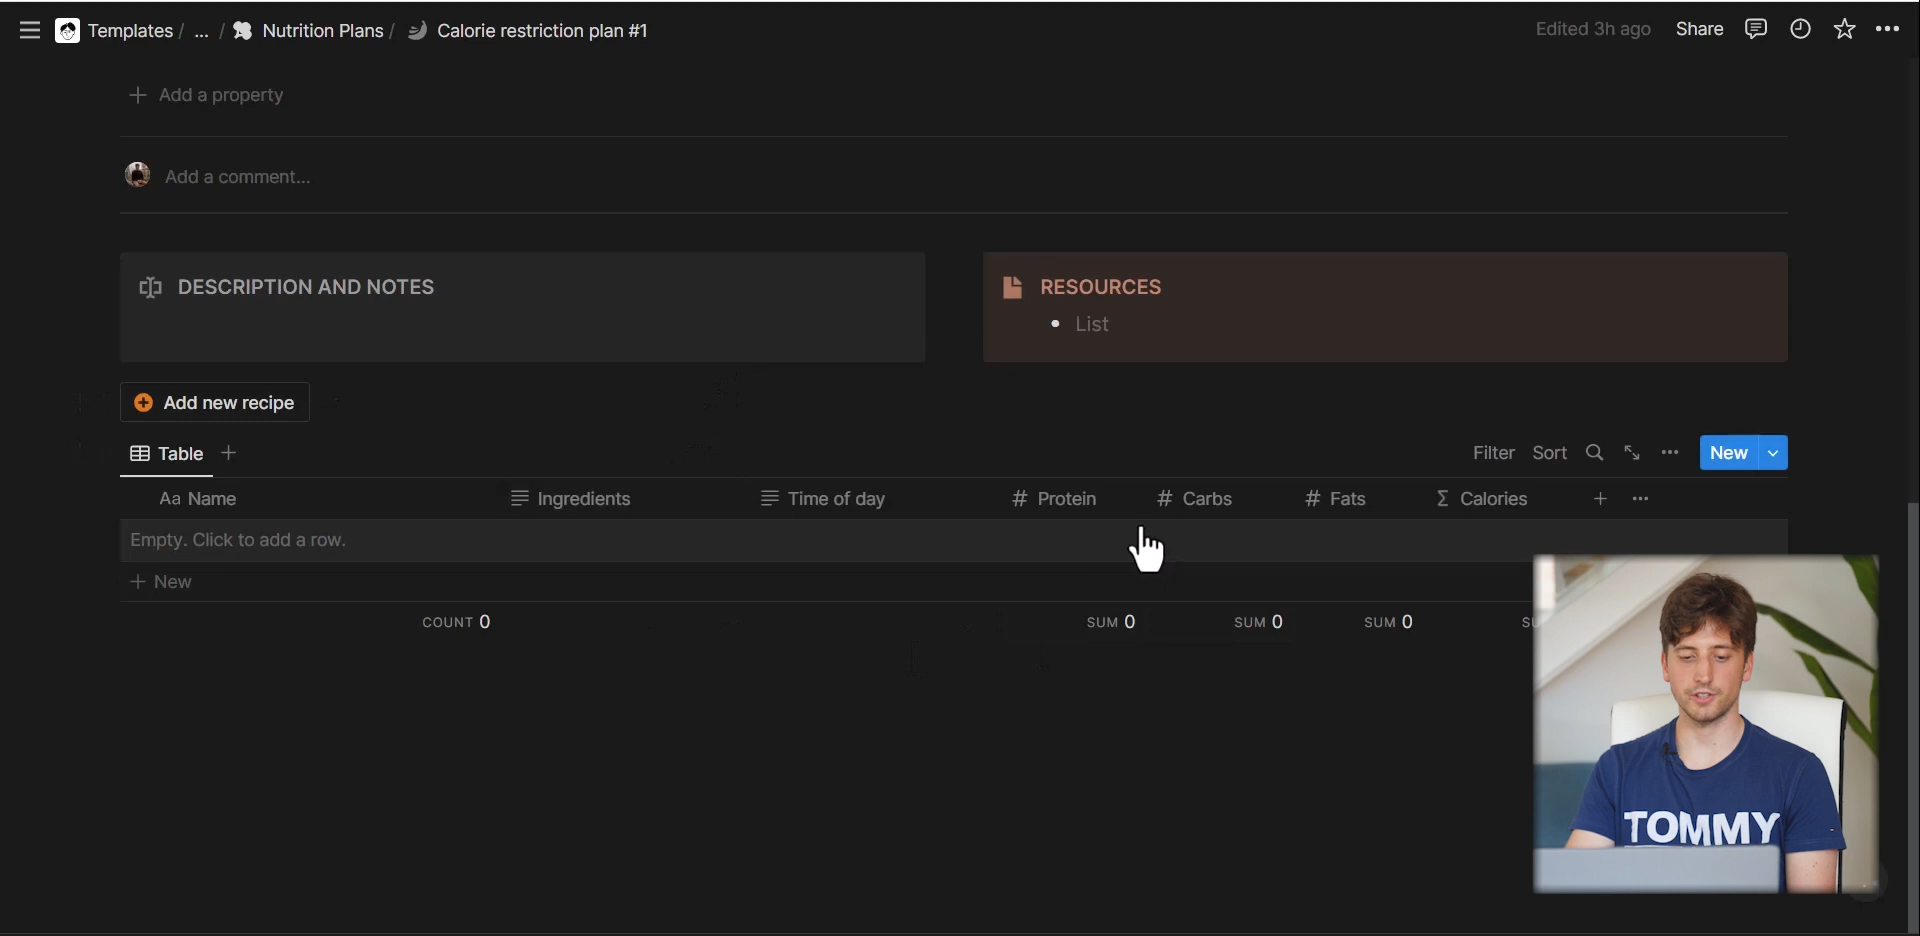 Templates / ... / Nutrition Plans / Calorie restriction plan #1
Edited 3h ago Share
Add a property
Add a comment...
DESCRIPTION AND NOTES
RESOURCES
• List
Add new recipe
Table
Filter Sort New
Aa Name Ingredients Time of day # Protein # Carbs # Fats Σ Calories
Empty. Click to add a row.
+ New
COUNT 0 SUM 0 SUM 0 SUM 0
TOMMY